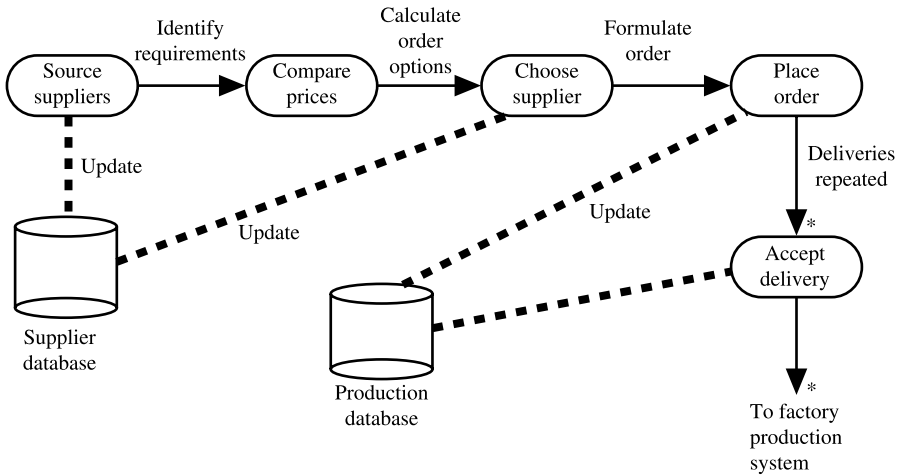 Identify
requirements
Calculate
order
options
Formulate
order
Source
suppliers
Compare
prices
Choose
supplier
Place
order
Update
Deliveries
repeated
Update
Update
*
Accept
delivery
Supplier
database
Production
database
*
To factory
production
system